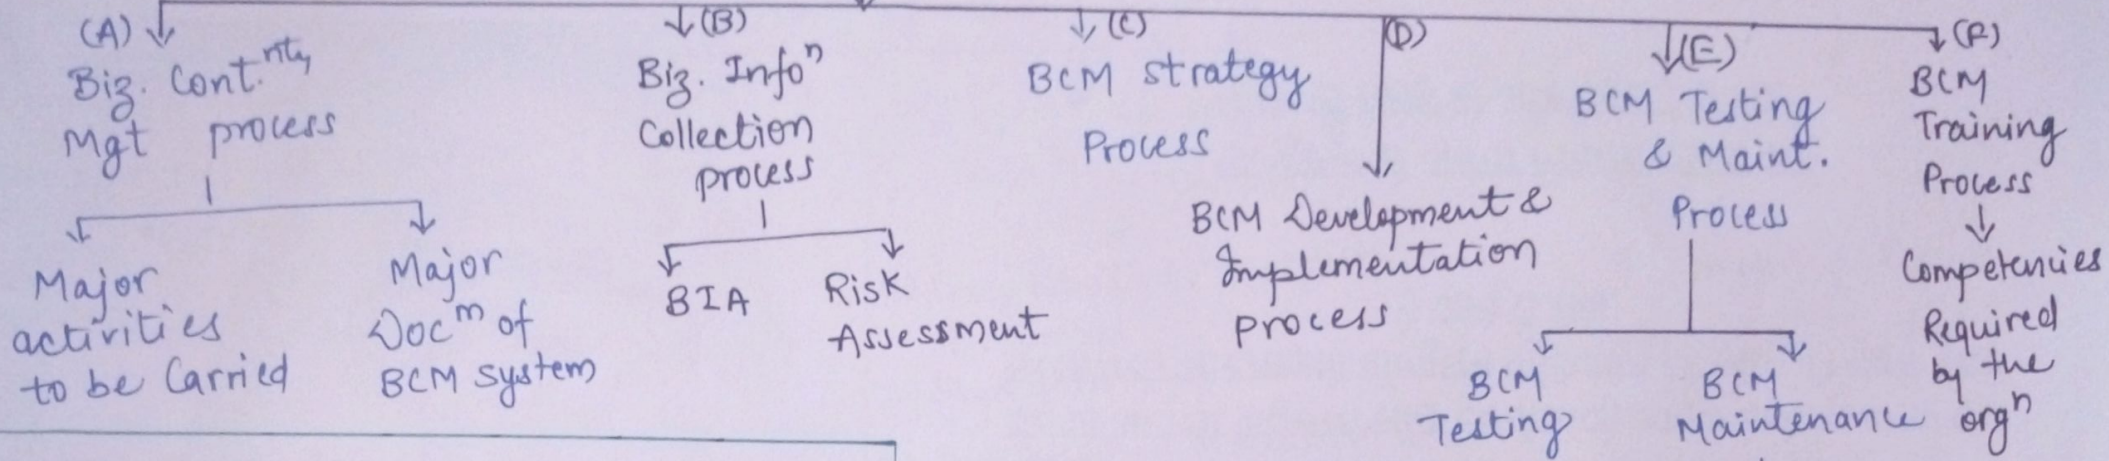 (A)
Biz. Cont.nity
Mgt process
Major
activities
to be Carried
Major
Docm of
BCM system
(B)
Biz. Infon
Collection
process
BIA
Risk
Assessment
(C)
BCM strategy
Process
(D)
BCM Development &
Implementation
process
(E)
BCM Testing
& Maint.
Process
BCM
Testing
BCM
Maintenance
(F)
BCM
Training
Process
Competencies
Required
by the
orgn